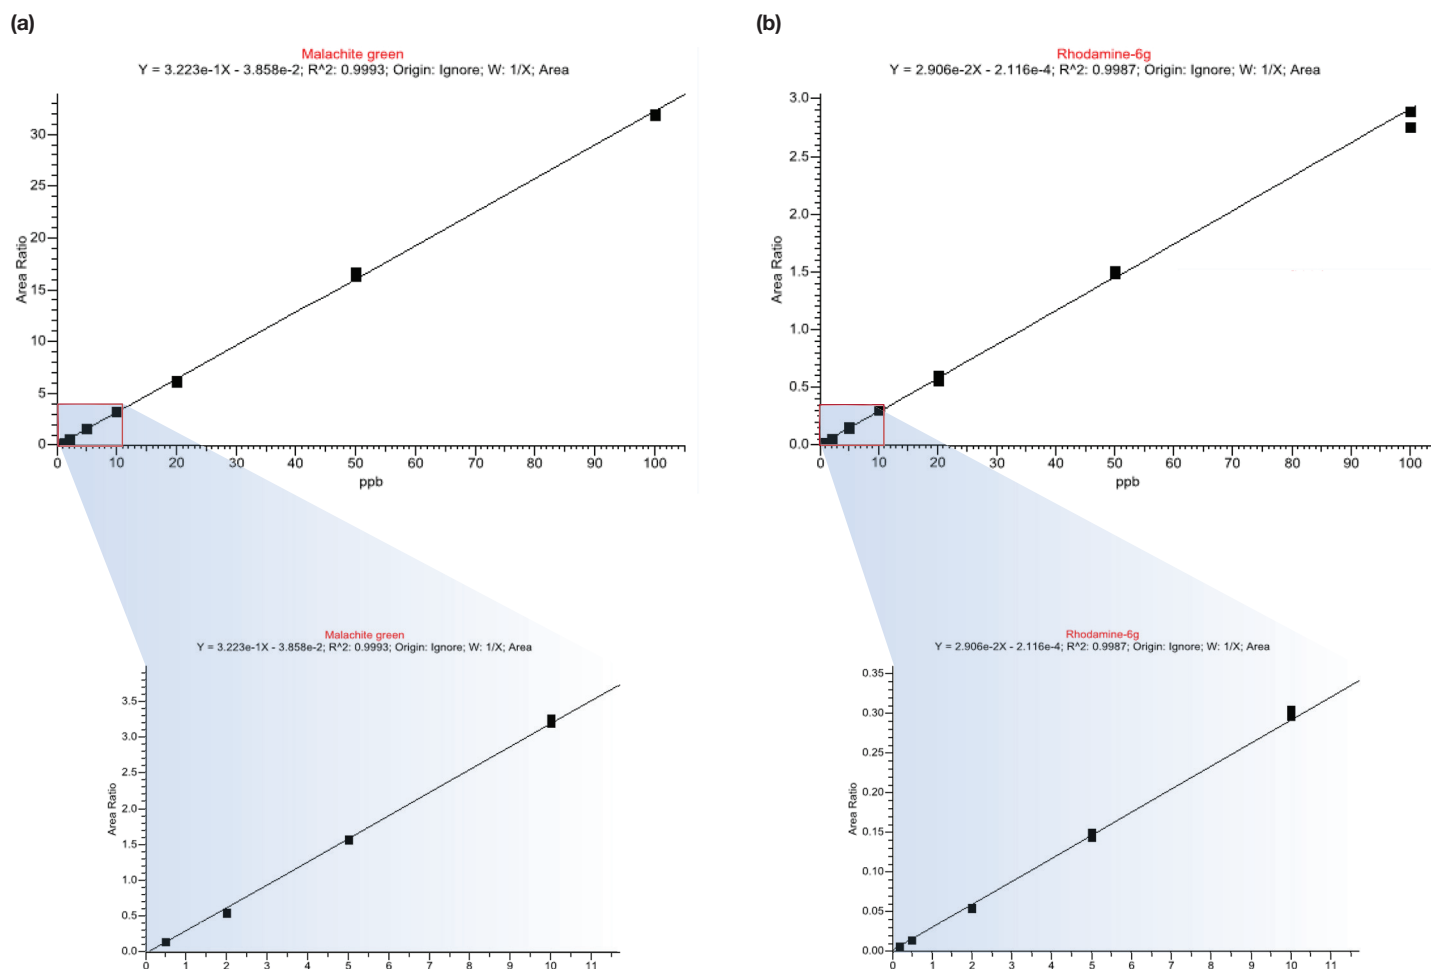 (a)
Malachite green
Y = 3.223e-1X - 3.858e-2; R^2: 0.9993; Origin: Ignore; W: 1/X; Area
30
25
20
15
10
5
0
Area Ratio
0 10 20 30 40 50 60 70 80 90 100
ppb
Malachite green
Y = 3.223e-1X - 3.858e-2; R^2: 0.9993; Origin: Ignore; W: 1/X; Area
3.5
3.0
2.5
2.0
1.5
1.0
0.5
0.0
Area Ratio
0 1 2 3 4 5 6 7 8 9 10 11
(b)
Rhodamine-6g
Y = 2.906e-2X - 2.116e-4; R^2: 0.9987; Origin: Ignore; W: 1/X; Area
3.0
2.5
2.0
1.5
1.0
0.5
0.0
Area Ratio
0 10 20 30 40 50 60 70 80 90 100
ppb
Rhodamine-6g
Y = 2.906e-2X - 2.116e-4; R^2: 0.9987; Origin: Ignore; W: 1/X; Area
0.35
0.30
0.25
0.20
0.15
0.10
0.05
0.00
Area Ratio
0 1 2 3 4 5 6 7 8 9 10 11